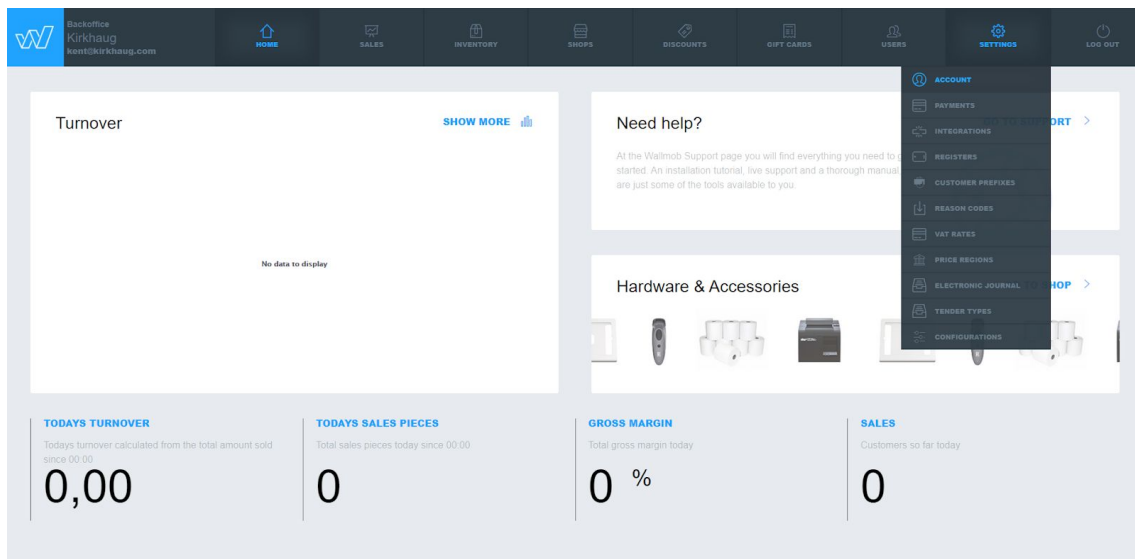 Backoffice
Kirkhaug
kent@kirkhaug.com
HOME
SALES
INVENTORY
SHOPS
DISCOUNTS
GIFT CARDS
USERS
SETTINGS
LOG OUT
ACCOUNT
PAYMENTS
INTEGRATIONS
REGISTERS
CUSTOMER PREFIXES
REASON CODES
VAT RATES
PRICE REGIONS
ELECTRONIC JOURNAL
TENDER TYPES
CONFIGURATIONS
Turnover
SHOW MORE
No data to display
Need help?
At the Wallmob Support page you will find everything you need to
started. An installation tutorial, live support and a thorough manual
are just some of the tools available to you
Hardware & Accessories
TODAYS TURNOVER
Todays turnover calculated from the total amount sold
since 00:00
0,00
TODAYS SALES PIECES
Total sales pieces today since 00:00
0
GROSS MARGIN
Total gross margin today
0 %
SALES
Customers so far today
0